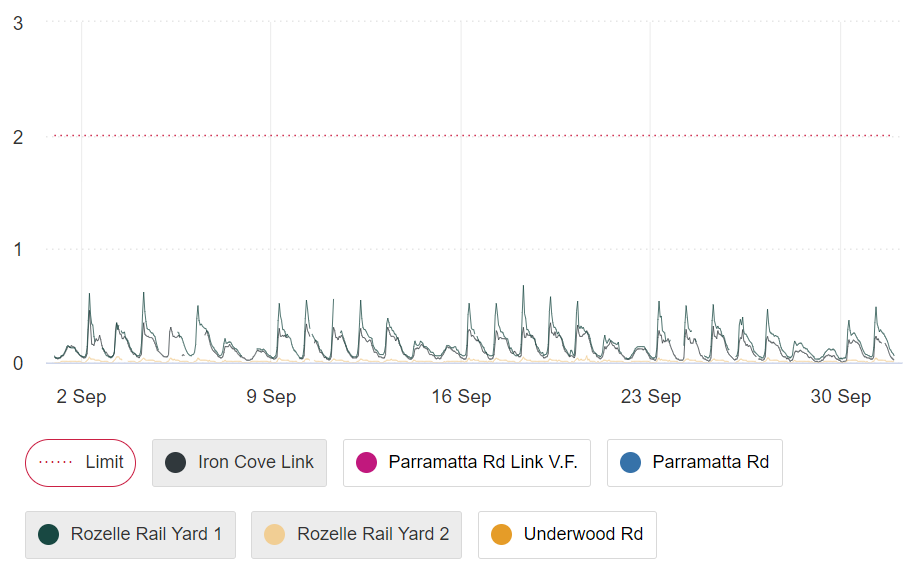 3
2
1
0
2 Sep 9 Sep 16 Sep 23 Sep 30 Sep
Limit Iron Cove Link Parramatta Rd Link V.F. Parramatta Rd
Rozelle Rail Yard 1 Rozelle Rail Yard 2 Underwood Rd